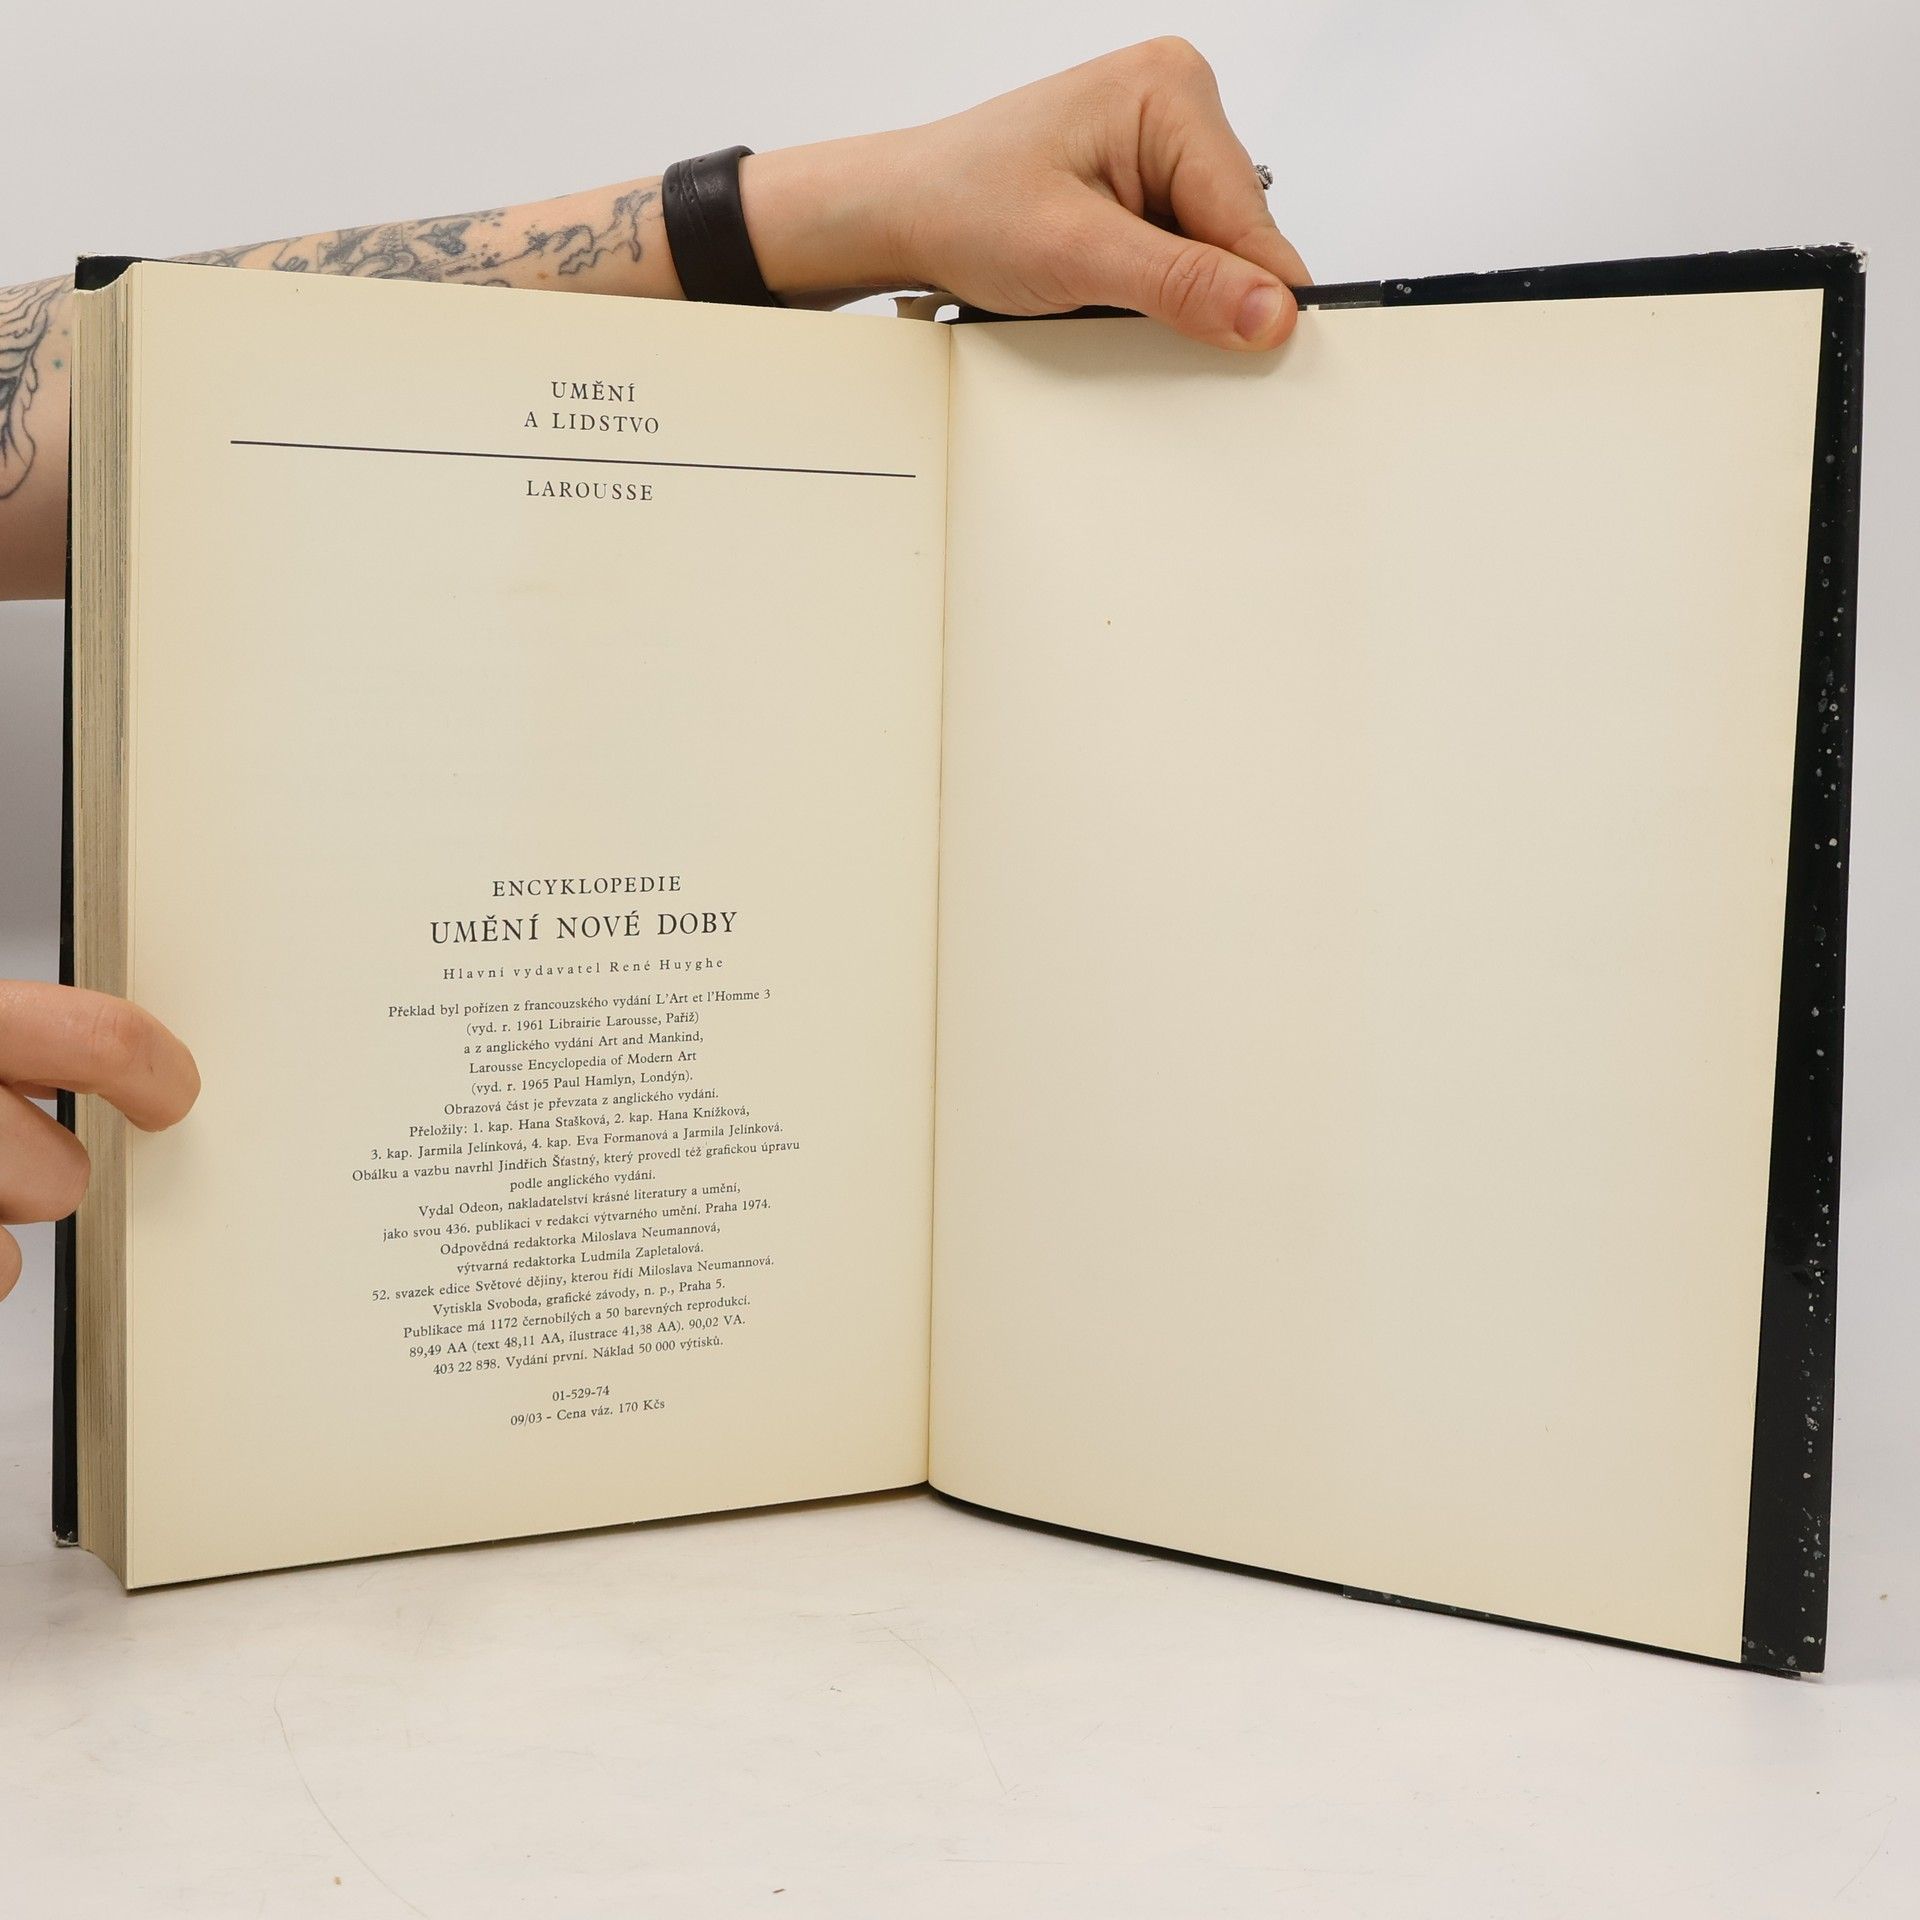 UMĚNÍ
A LIDSTVO
LAROUSSE
ENCYKLOPEDIE
UMĚNÍ NOVÉ DOBY
Hlavní vydavatel René Huyghe
Překlad byl pořízen z francouzského vydání L'Art et l'Homme 3
(vyd. r. 1961 Librairie Larousse, Paříž)
a z anglického vydání Art and Mankind,
Larousse Encyclopedia of Modern Art
(vyd. r. 1965 Paul Hamlyn, Londýn).
Obrazová část je převzata z anglického vydání.
Přeložily: 1. kap. Hana Stašková, 2. kap. Hana Knížková,
3. kap. Jarmila Jelínková, 4. kap. Eva Formanová a Jarmila Jelínková.
Obálku a vazbu navrhl Jindřich Šťastný, který provedl též grafickou úpravu
podle anglického vydání.
Vydal Odeon, nakladatelství krásné literatury a umění,
jako svou 436. publikaci v redakci výtvarného umění. Praha 1974.
Odpovědná redaktorka Miloslava Neumannová,
výtvarná redaktorka Ludmila Zapletalová.
52. svazek edice Světové dějiny, kterou řídí Miloslava Neumannová.
Vytiskla Svoboda, grafické závody, n. p., Praha 5.
Publikace má 1172 černobílých a 50 barevných reprodukcí.
89,49 AA (text 48,11 AA, ilustrace 41,38 AA). 90,02 VA.
403 22 858. Vydání první. Náklad 50 000 výtisků.
01-529-74
09/03 - Cena váz. 170 Kčs